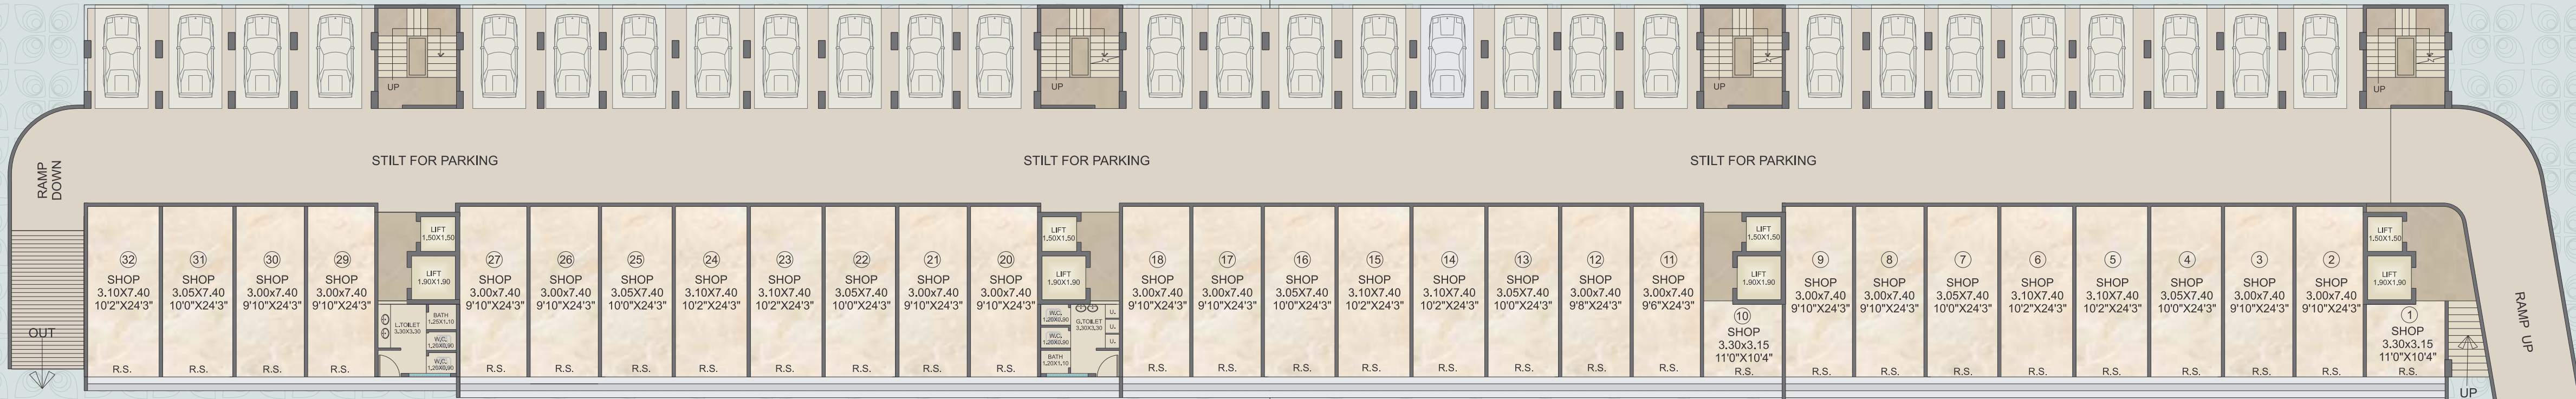 UP
UP
UP
UP
STILT FOR PARKING
STILT FOR PARKING
STILT FOR PARKING
RAMP
DOWN
OUT
32
SHOP
3.10X7.40
10'2"X24'3"
R.S.
31
SHOP
3.05X7.40
10'0"X24'3"
R.S.
30
SHOP
3.00x7.40
9'10"X24'3"
R.S.
29
SHOP
3.00x7.40
9'10"X24'3"
R.S.
LIFT
1.50X1.50
LIFT
1.90X1.90
L.TOILET
3.30X3.30
BATH
1.25X1.10
W.C.
1.20X0.90
W.C.
1.20X0.90
27
SHOP
3.00x7.40
9'10"X24'3"
R.S.
26
SHOP
3.00x7.40
9'10"X24'3"
R.S.
25
SHOP
3.05X7.40
10'0"X24'3"
R.S.
24
SHOP
3.10X7.40
10'2"X24'3"
R.S.
23
SHOP
3.10X7.40
10'2"X24'3"
R.S.
22
SHOP
3.05X7.40
10'0"X24'3"
R.S.
21
SHOP
3.00x7.40
9'10"X24'3"
R.S.
20
SHOP
3.00x7.40
9'10"X24'3"
R.S.
LIFT
1.50X1.50
LIFT
1.90X1.90
W.C.
1.20X0.90
W.C.
1.20X0.90
BATH
1.20X1.10
G.TOILET
3.30X3.30
U.
U.
U.
18
SHOP
3.00x7.40
9'10"X24'3"
R.S.
17
SHOP
3.00x7.40
9'10"X24'3"
R.S.
16
SHOP
3.05X7.40
10'0"X24'3"
R.S.
15
SHOP
3.10X7.40
10'2"X24'3"
R.S.
14
SHOP
3.10X7.40
10'2"X24'3"
R.S.
13
SHOP
3.05X7.40
10'0"X24'3"
R.S.
12
SHOP
3.00x7.40
9'8"X24'3"
R.S.
11
SHOP
3.00x7.40
9'6"X24'3"
R.S.
LIFT
1.50X1.50
LIFT
1.90X1.90
10
SHOP
3.30x3.15
11'0"X10'4"
R.S.
9
SHOP
3.00x7.40
9'10"X24'3"
R.S.
8
SHOP
3.00x7.40
9'10"X24'3"
R.S.
7
SHOP
3.05X7.40
10'0"X24'3"
R.S.
6
SHOP
3.10X7.40
10'2"X24'3"
R.S.
5
SHOP
3.10X7.40
10'2"X24'3"
R.S.
4
SHOP
3.05X7.40
10'0"X24'3"
R.S.
3
SHOP
3.00x7.40
9'10"X24'3"
R.S.
2
SHOP
3.00x7.40
9'10"X24'3"
R.S.
LIFT
1.50X1.50
LIFT
1.90X1.90
1
SHOP
3.30x3.15
11'0"X10'4"
R.S.
UP
RAMP UP